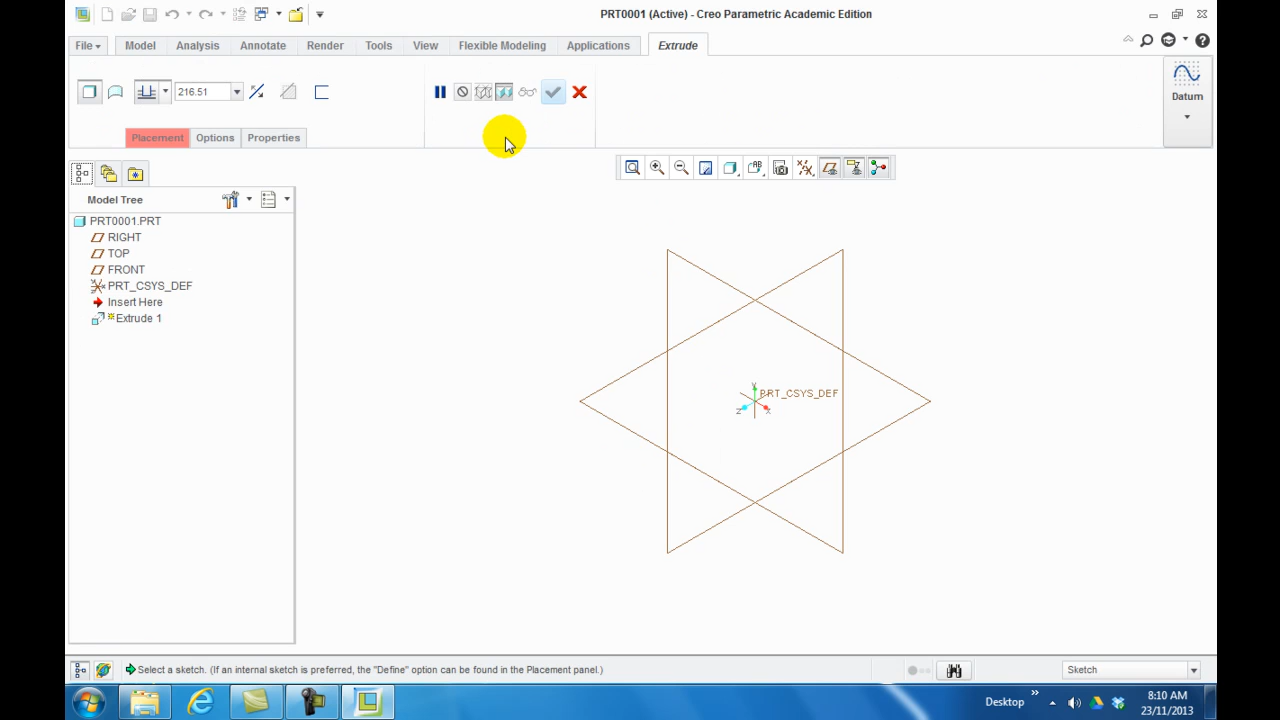 PRT0001 (Active) - Creo Parametric Academic Edition
File Model Analysis Annotate Render Tools View Flexible Modeling Applications Extrude
216.51
Datum
Placement Options Properties
Model Tree
PRT0001.PRT
RIGHT
TOP
FRONT
PRT_CSYS_DEF
Insert Here
Extrude 1
Y
PRT_CSYS_DEF
Z X
Select a sketch. (If an internal sketch is preferred, the "Define" option can be found in the Placement panel.)
Sketch
Desktop
8:10 AM
23/11/2013